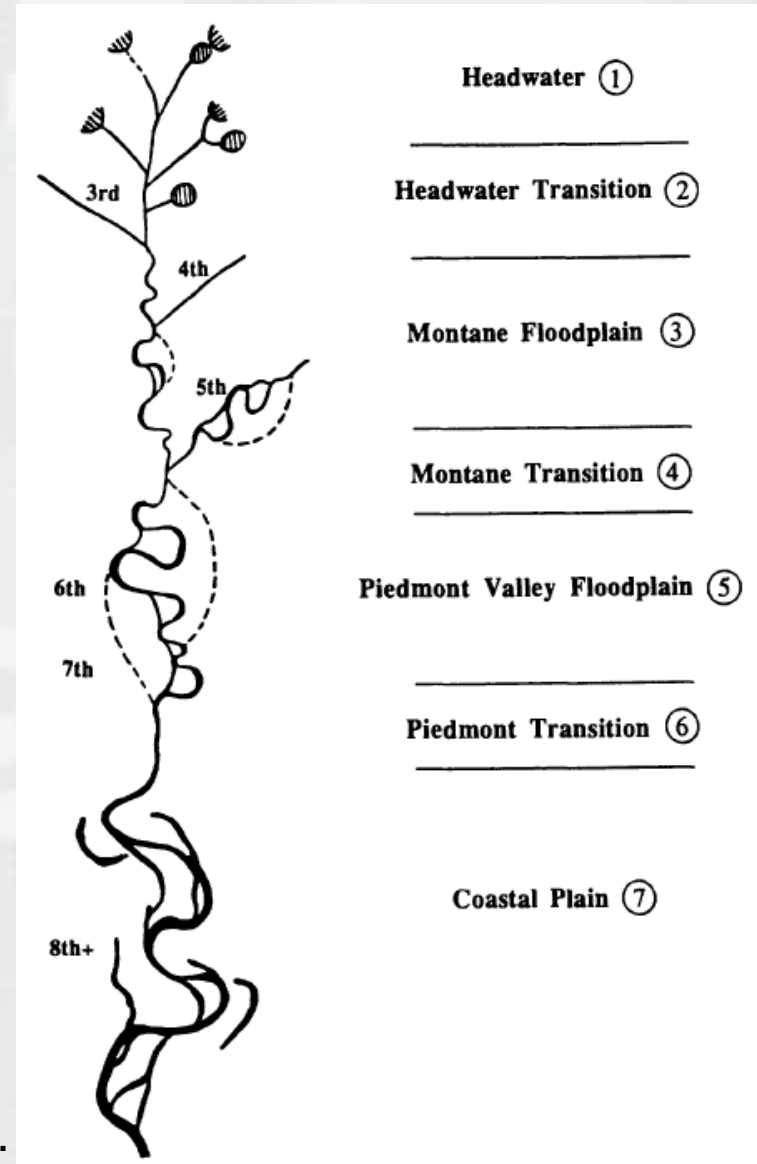 Headwater ①
3rd
Headwater Transition ②
4th
Montane Floodplain ③
5th
Montane Transition ④
6th
Piedmont Valley Floodplain ⑤
7th
Piedmont Transition ⑥
Coastal Plain ⑦
8th+
.